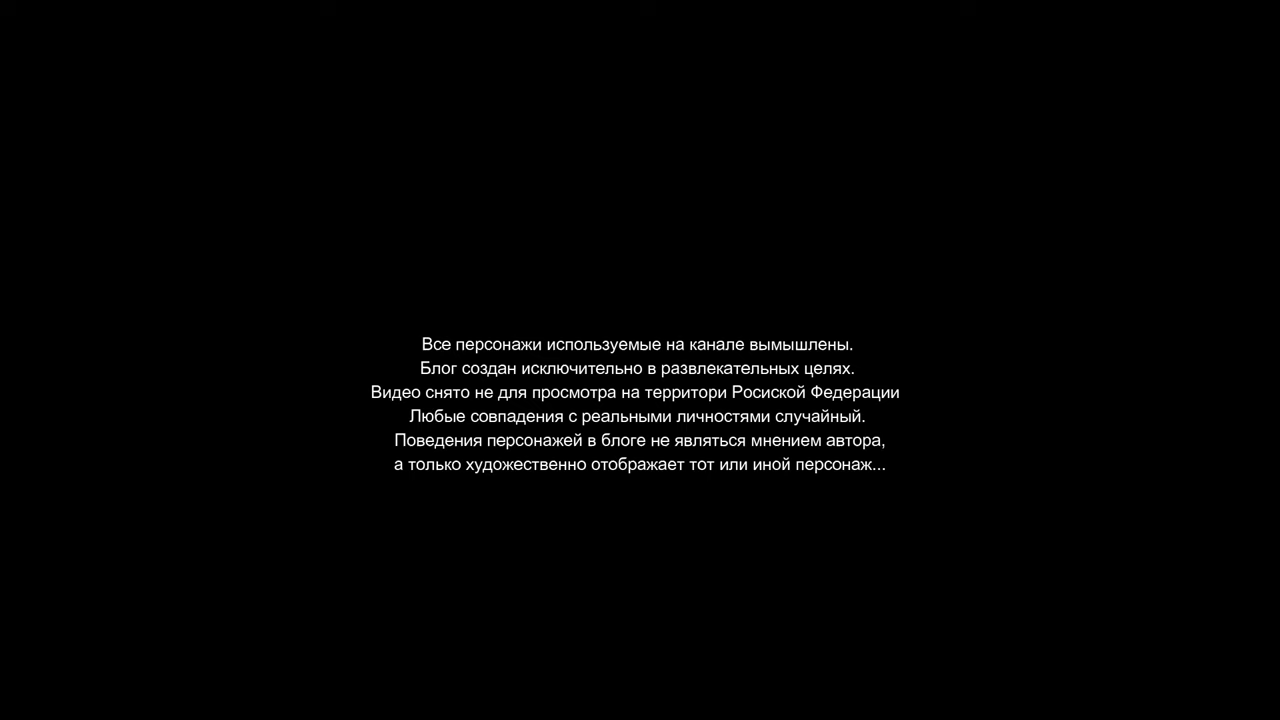 Все персонажи используемые на канале вымышлены.
Блог создан исключительно в развлекательных целях.
Видео снято не для просмотра на територи Росиской Федерации
Любые совпадения с реальными личностями случайный.
Поведения персонажей в блоге не являться мнением автора,
а только художественно отображает тот или иной персонаж...